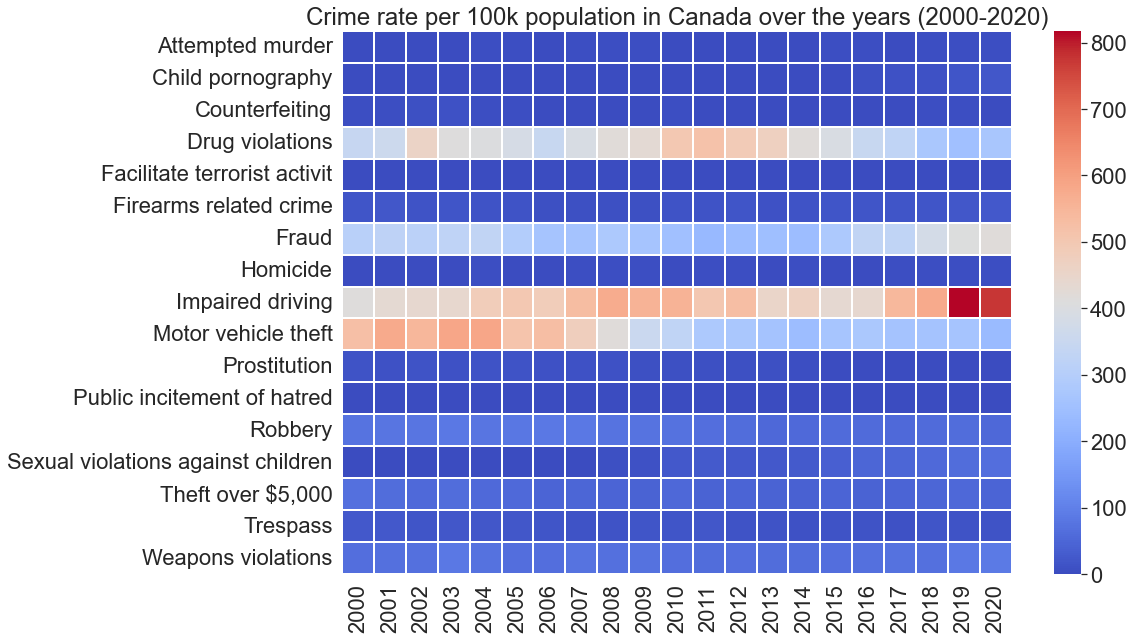 Crime rate per 100k population in Canada over the years (2000-2020)
Attempted murder
Child pornography
Counterfeiting
Drug violations
Facilitate terrorist activit
Firearms related crime
Fraud
Homicide
Impaired driving
Motor vehicle theft
Prostitution
Public incitement of hatred
Robbery
Sexual violations against children
Theft over $5,000
Trespass
Weapons violations
2000 2001 2002 2003 2004 2005 2006 2007 2008 2009 2010 2011 2012 2013 2014 2015 2016 2017 2018 2019 2020
800
700
600
500
400
300
200
100
0